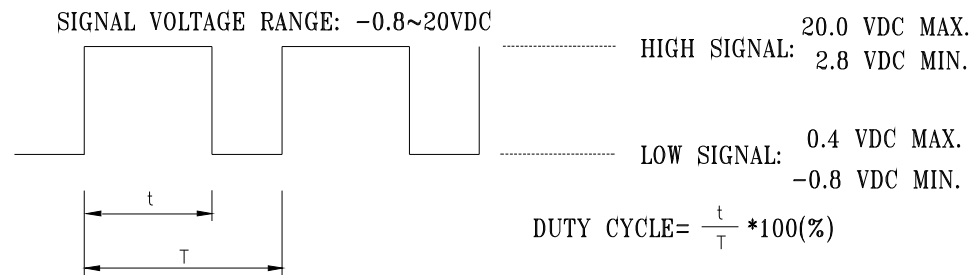 SIGNAL VOLTAGE RANGE: -0.8~20VDC
HIGH SIGNAL: 20.0 VDC MAX.
2.8 VDC MIN.
LOW SIGNAL: 0.4 VDC MAX.
-0.8 VDC MIN.
t
T
DUTY CYCLE= t/T *100(%)